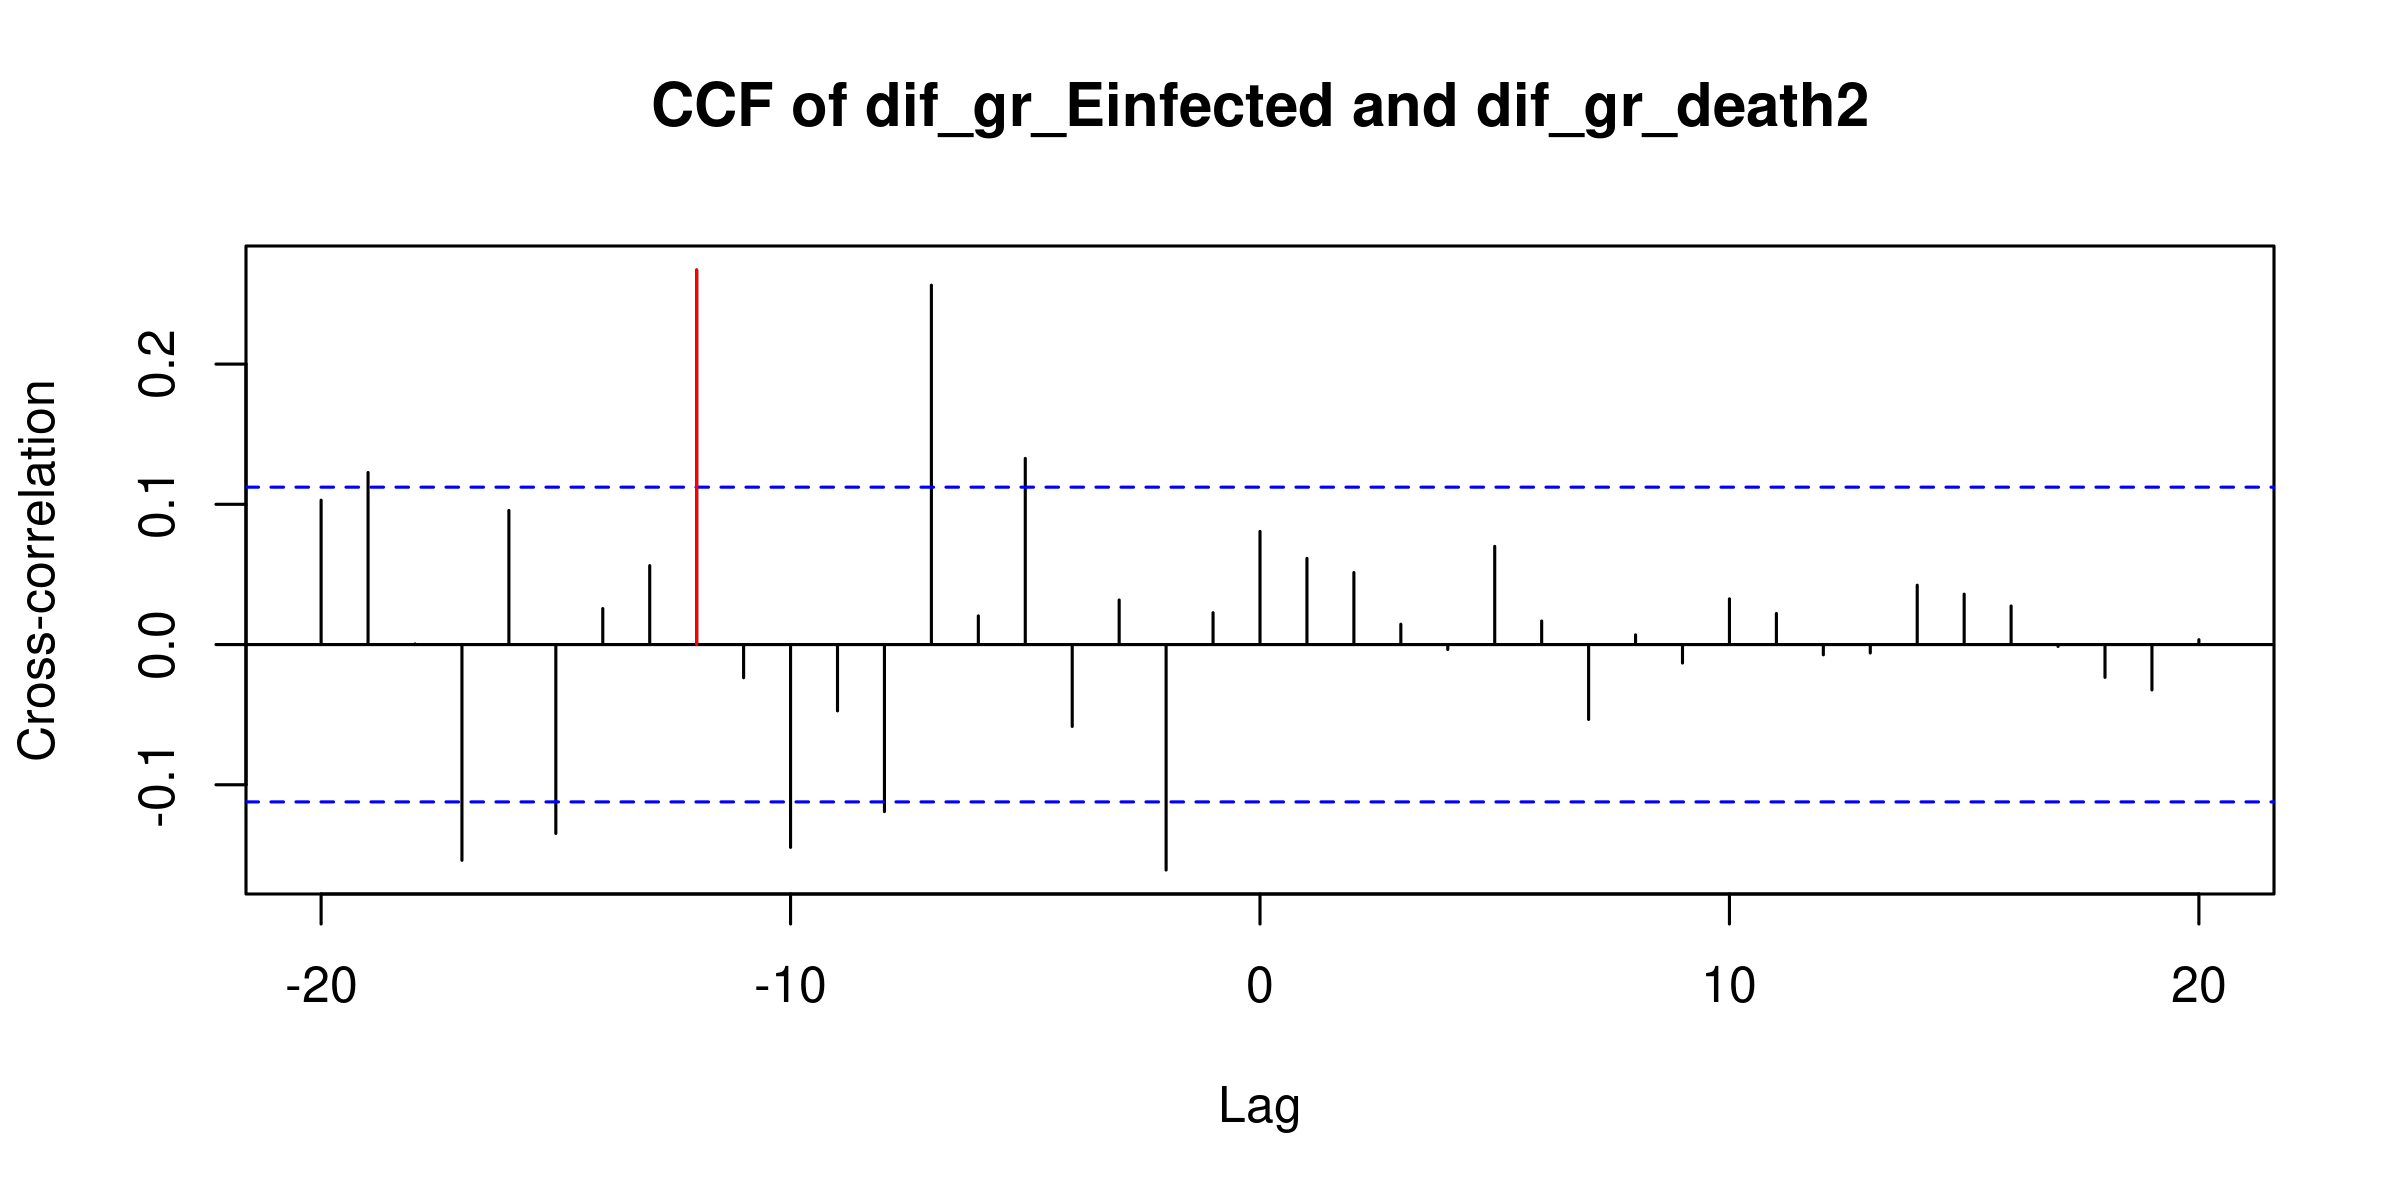 CCF of dif_gr_Einfected and dif_gr_death2
Cross-correlation
0.2
0.1
0.0
-0.1
-20 -10 0 10 20
Lag